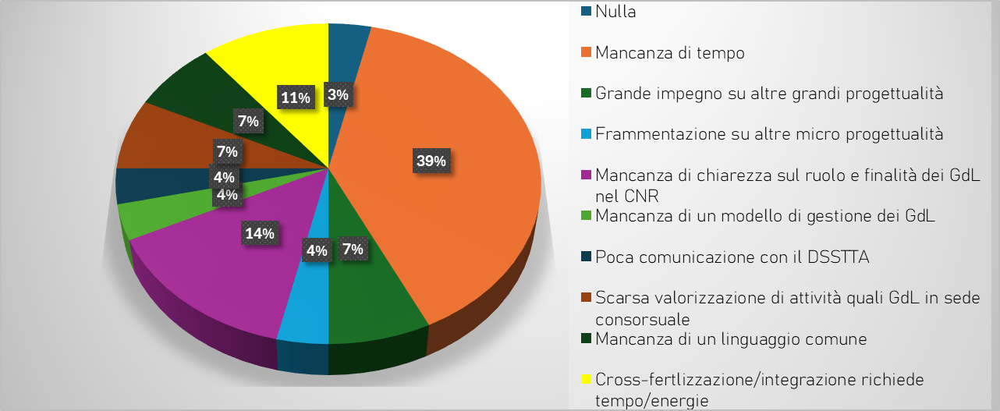 11%
3%
7%
7%
39%
4%
4%
14%
4%
7%
Nulla
Mancanza di tempo
Grande impegno su altre grandi progettualità
Frammentazione su altre micro progettualità
Mancanza di chiarezza sul ruolo e finalità dei GdL
nel CNR
Mancanza di un modello di gestione dei GdL
Poca comunicazione con il DSSTTA
Scarsa valorizzazione di attività quali GdL in sede
consorsuale
Mancanza di un linguaggio comune
Cross-fertlizzazione/integrazione richiede
tempo/energie